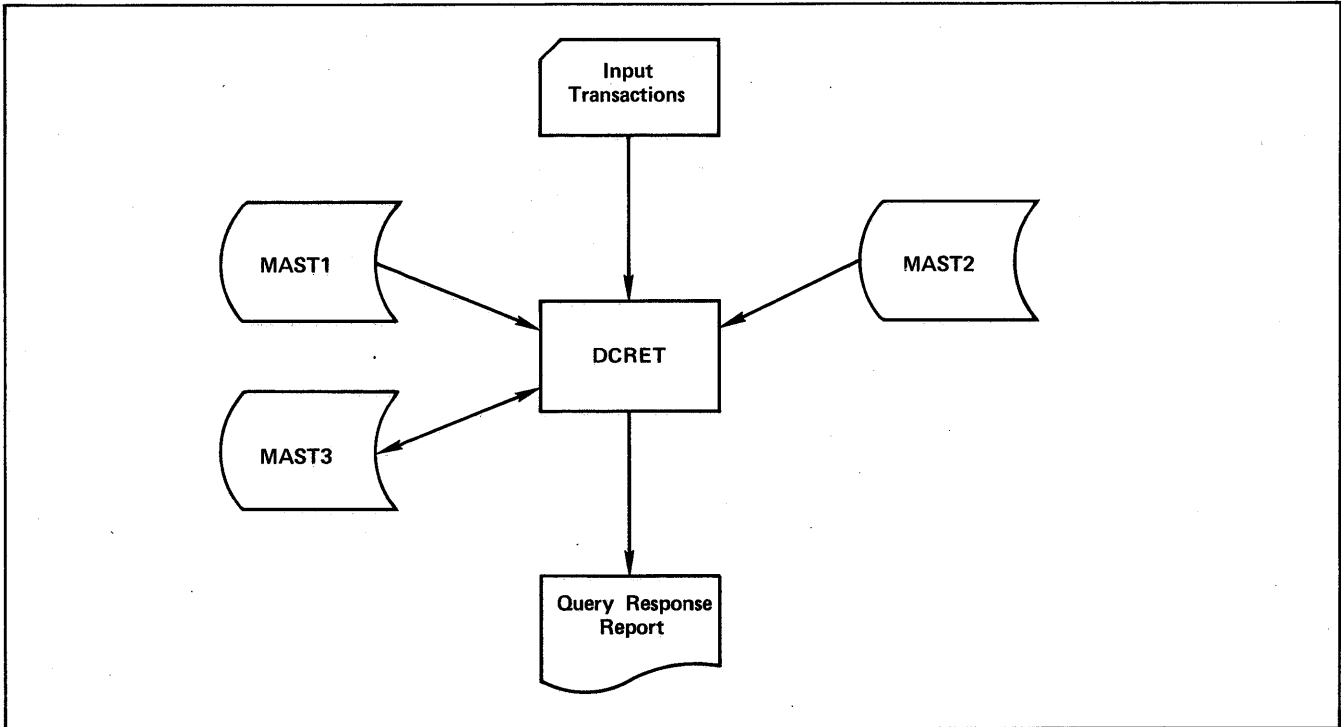 Input
Transactions
MAST1
MAST2
DCRET
MAST3
Query Response
Report